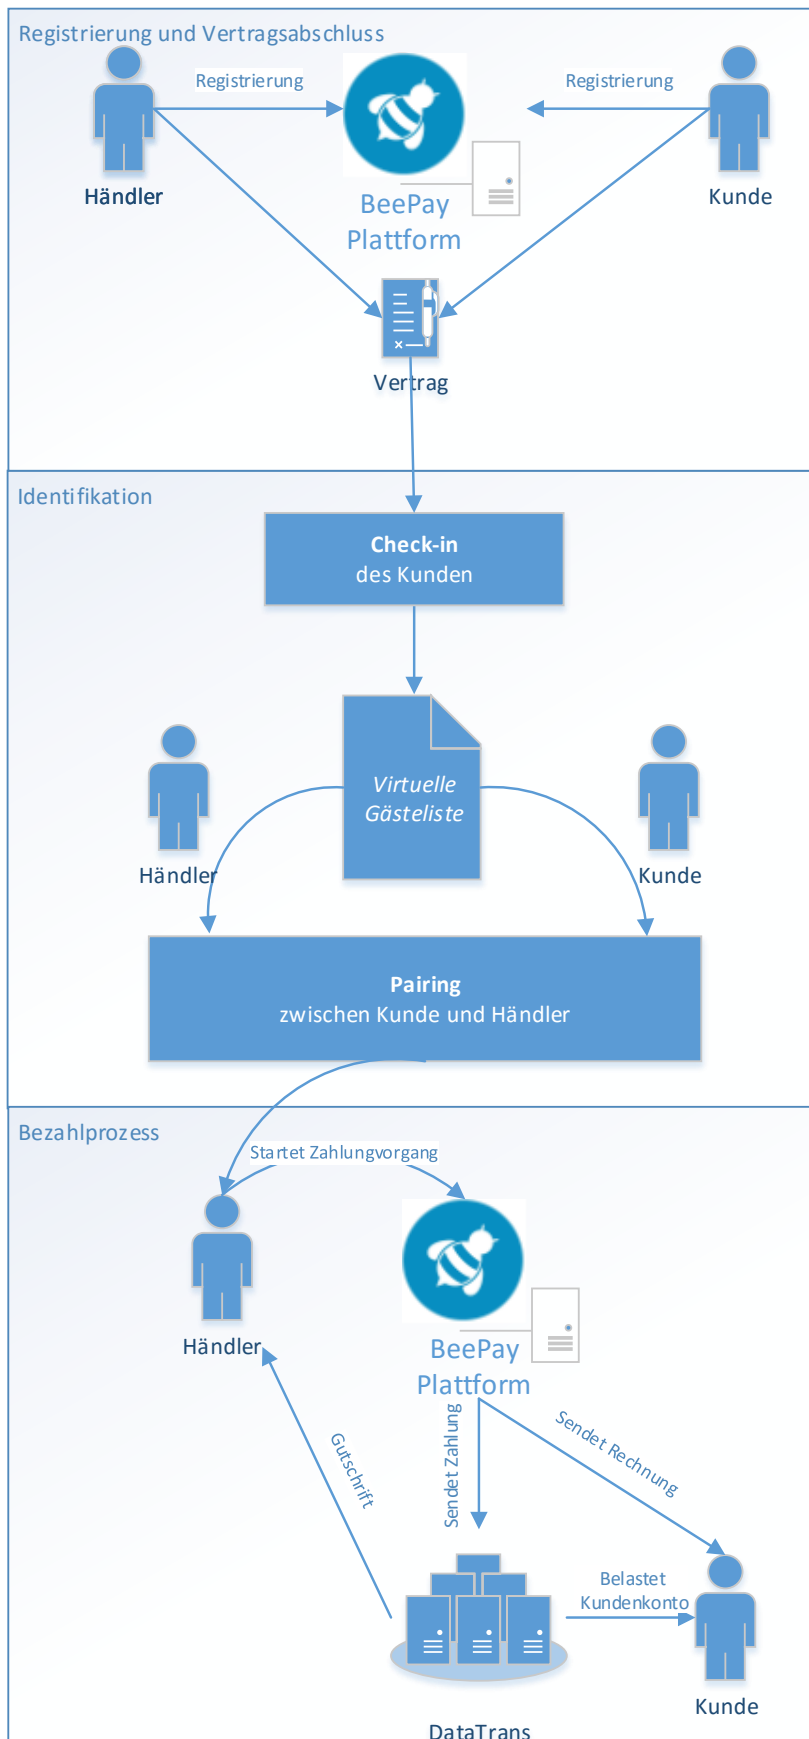 Registrierung und Vertragsabschluss
Registrierung
Registrierung
Händler
Kunde
BeePay
Plattform
Vertrag
Identifikation
Check-in
des Kunden
Virtuelle
Gästeliste
Händler
Kunde
Pairing
zwischen Kunde und Händler
Bezahlprozess
Startet Zahlungvorgang
Händler
BeePay
Plattform
Gutschrift
Sendet Zahlung
Sendet Rechnung
Belastet
Kundenkonto
Kunde
DataTrans